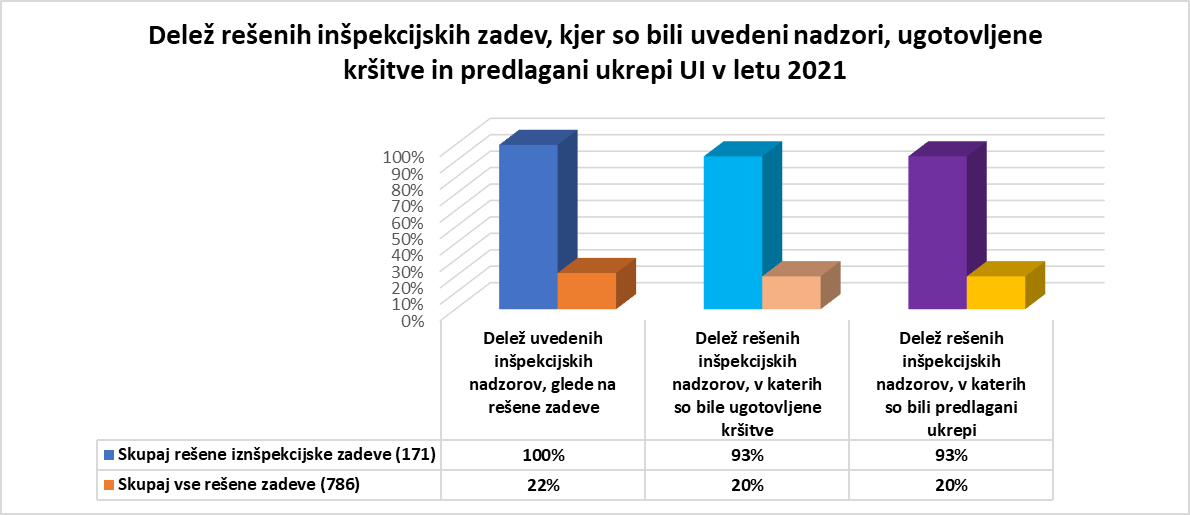 Delež rešenih inšpekcijskih zadev, kjer so bili uvedeni nadzori, ugotovljene
kršitve in predlagani ukrepi UI v letu 2021
100%
90%
80%
70%
60%
50%
40%
30%
20%
10%
0%
Delež uvedenih
inšpekcijskih
nadzorov, glede na
rešene zadeve
Delež rešenih
inšpekcijskih
nadzorov, v katerih
so bile ugotovljene
kršitve
Delež rešenih
inšpekcijskih
nadzorov, v katerih
so bili predlagani
ukrepi
Skupaj rešene iznšpekcijske zadeve (171) 100% 93% 93%
Skupaj vse rešene zadeve (786) 22% 20% 20%